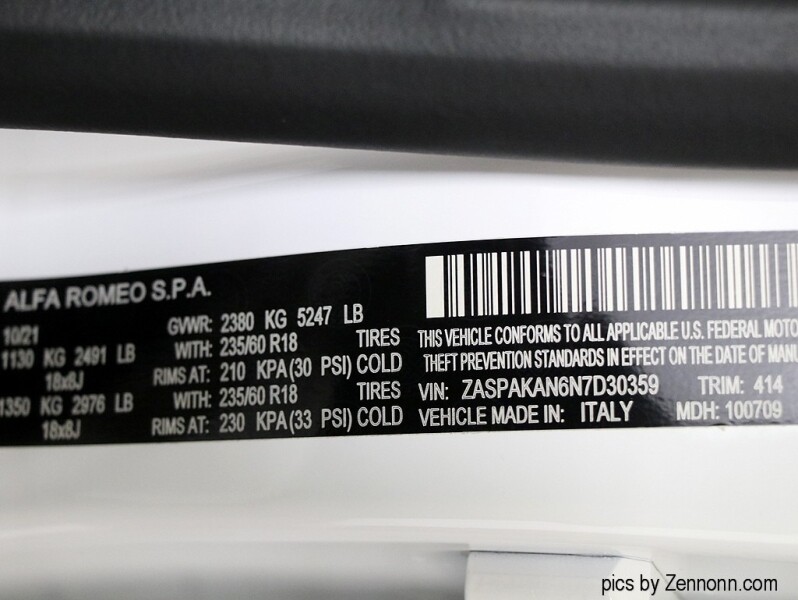 ALFA ROMEO S.P.A.
10/21 GVWR: 2380 KG 5247 LB
1130 KG 2491 LB WITH: 235/60 R18 TIRES
18x8J RIMS AT: 210 KPA(30 PSI) COLD
1350 KG 2976 LB WITH: 235/60 R18 TIRES
18x8J RIMS AT: 230 KPA(33 PSI) COLD
THIS VEHICLE CONFORMS TO ALL APPLICABLE U.S. FEDERAL MOTO
THEFT PREVENTION STANDARDS IN EFFECT ON THE DATE OF MANU
VIN: ZASPAKAN6N7D30359 TRIM: 414
VEHICLE MADE IN: ITALY MDH: 100709
pics by Zennonn.com